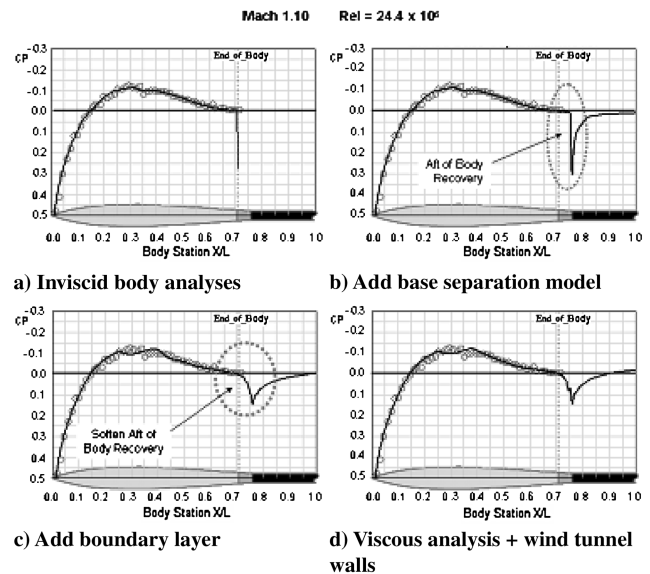 Mach 1.10 Rel = 24.4 x 10⁶
CP
-0.3
-0.2
-0.1
0.0
0.1
0.2
0.3
0.4
0.5
End_of_Body
0.0 0.1 0.2 0.3 0.4 0.5 0.6 0.7 0.8 0.9 1.0
Body Station X/L
a) Inviscid body analyses
CP
-0.3
-0.2
-0.1
0.0
0.1
0.2
0.3
0.4
0.5
End_of_Body
Aft of Body
Recovery
0.0 0.1 0.2 0.3 0.4 0.5 0.6 0.7 0.8 0.9 1.0
Body Station X/L
b) Add base separation model
CP
-0.3
-0.2
-0.1
0.0
0.1
0.2
0.3
0.4
0.5
End_of_Body
Soften Aft of
Body Recovery
0.0 0.1 0.2 0.3 0.4 0.5 0.6 0.7 0.8 0.9 1.0
Body Station X/L
c) Add boundary layer
CP
-0.3
-0.2
-0.1
0.0
0.1
0.2
0.3
0.4
0.5
End_of_Body
0.0 0.1 0.2 0.3 0.4 0.5 0.6 0.7 0.8 0.9 1.0
Body Station X/L
d) Viscous analysis + wind tunnel
walls